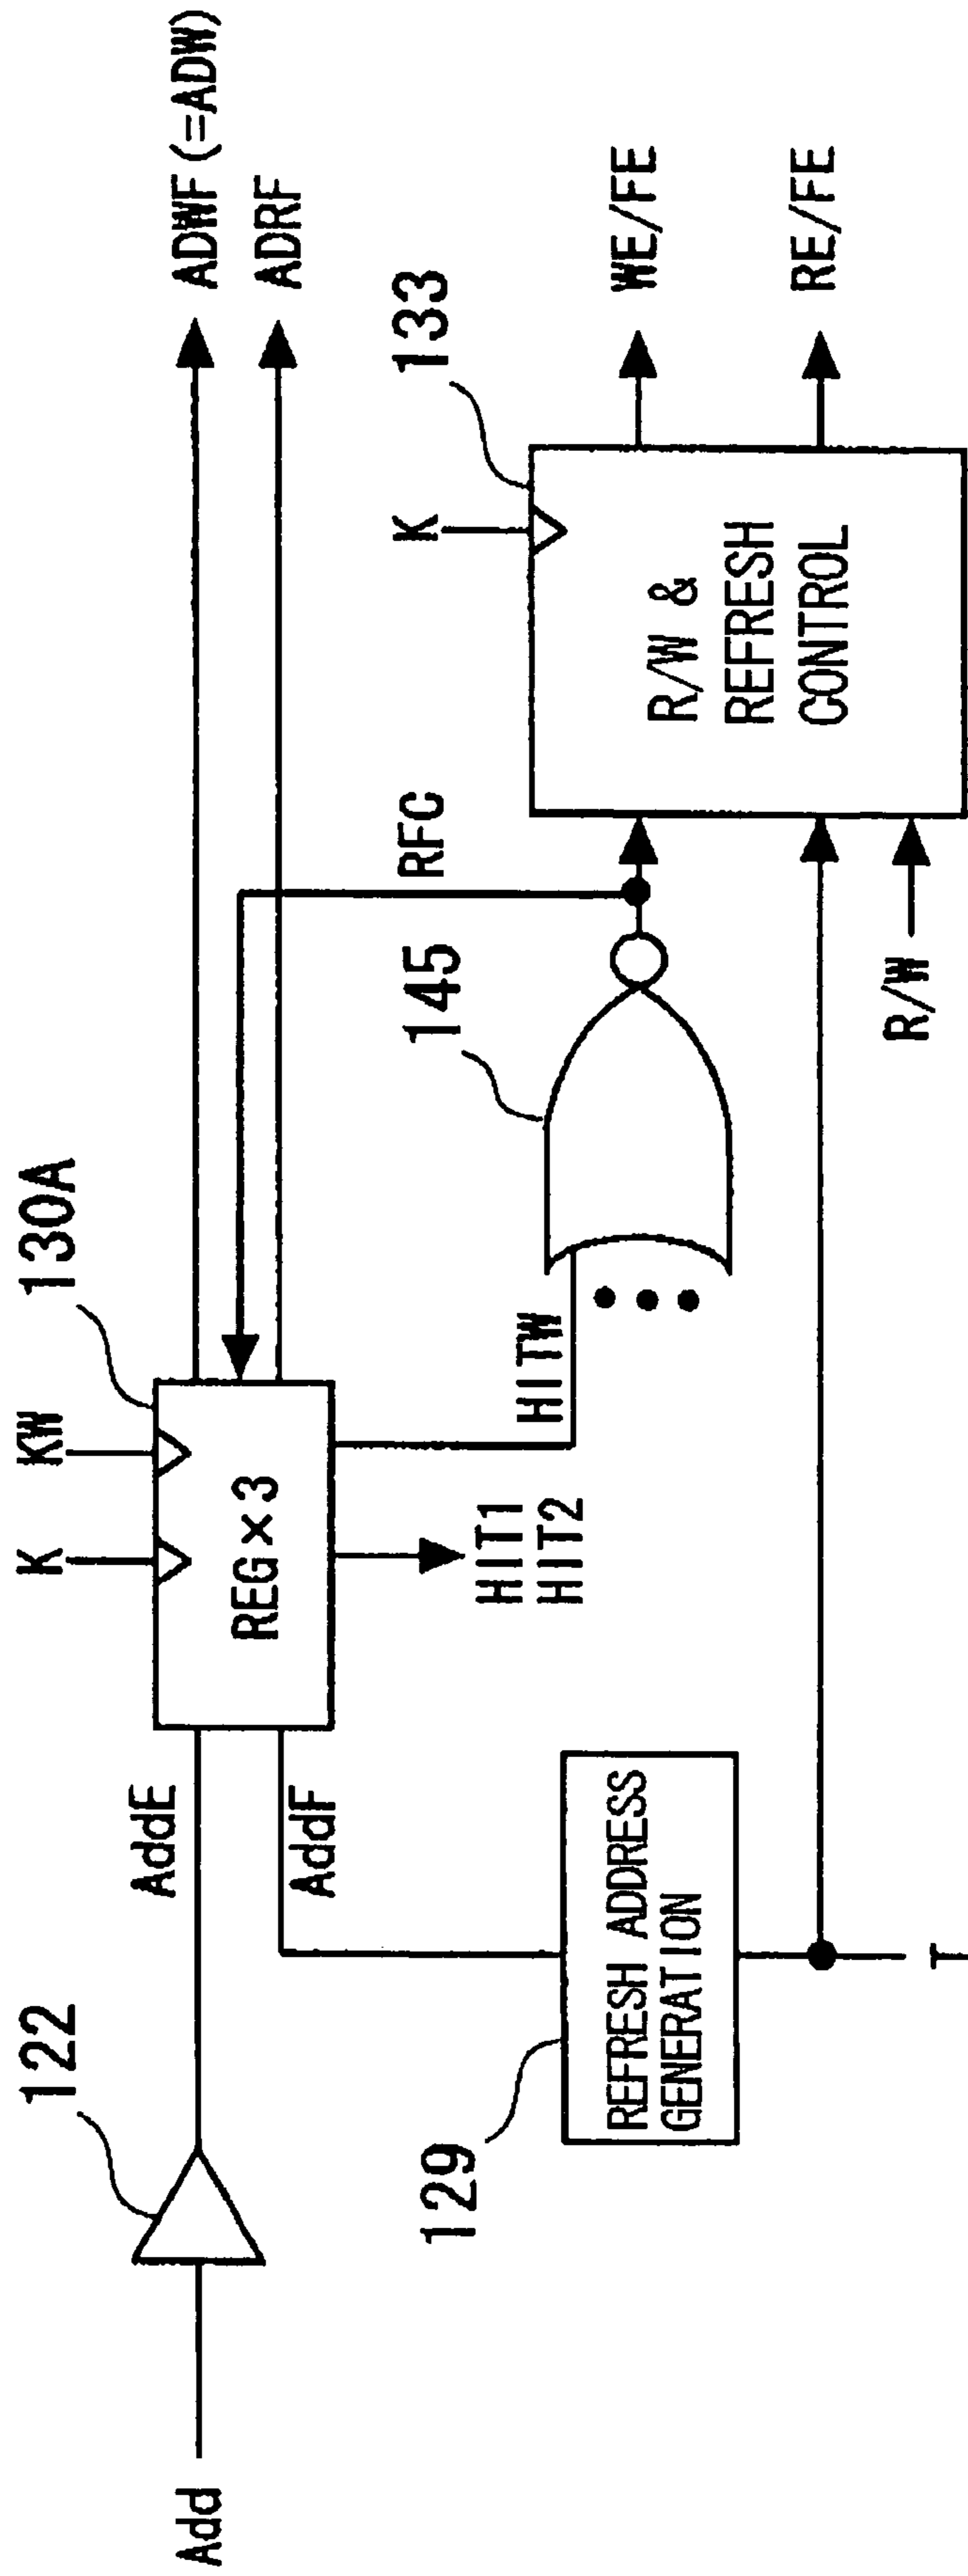 Add
122
AddE
AddF
K
KW
130A
REG×3
ADWF (=ADW)
ADRF
HIT1
HIT2
HITW
145
RFC
K
133
R/W &
REFRESH
CONTROL
WE/FE
RE/FE
R/W
129
REFRESH ADDRESS
GENERATION
T